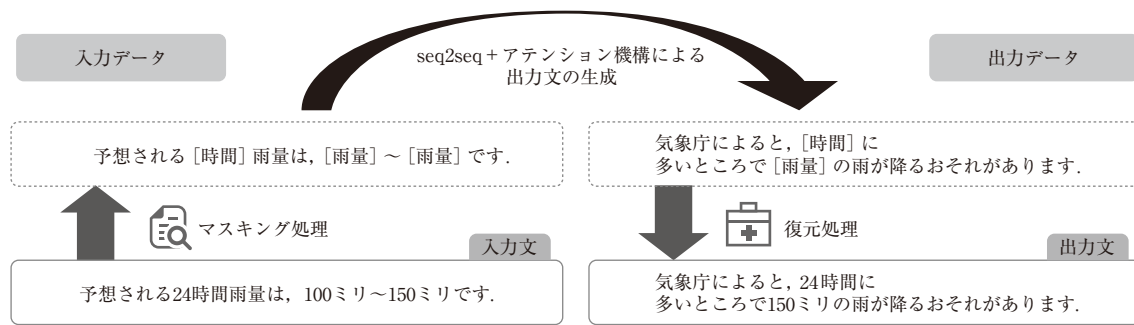 入力データ
seq2seq+アテンション機構による
出力文の生成
出力データ
予想される［時間］雨量は，［雨量］～［雨量］です．
気象庁によると，［時間］に
多いところで［雨量］の雨が降るおそれがあります．
マスキング処理
復元処理
入力文
出力文
予想される24時間雨量は，100ミリ～150ミリです．
気象庁によると，24時間に
多いところで150ミリの雨が降るおそれがあります．